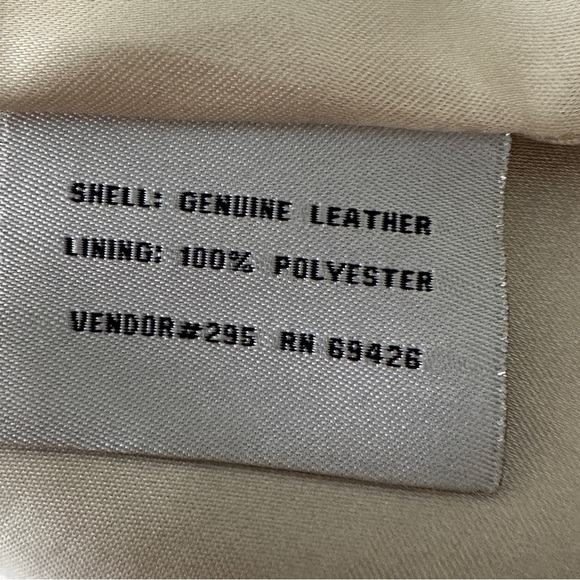 SHELL: GENUINE LEATHER
LINING: 100% POLYESTER
VENDOR#295 RN 69426